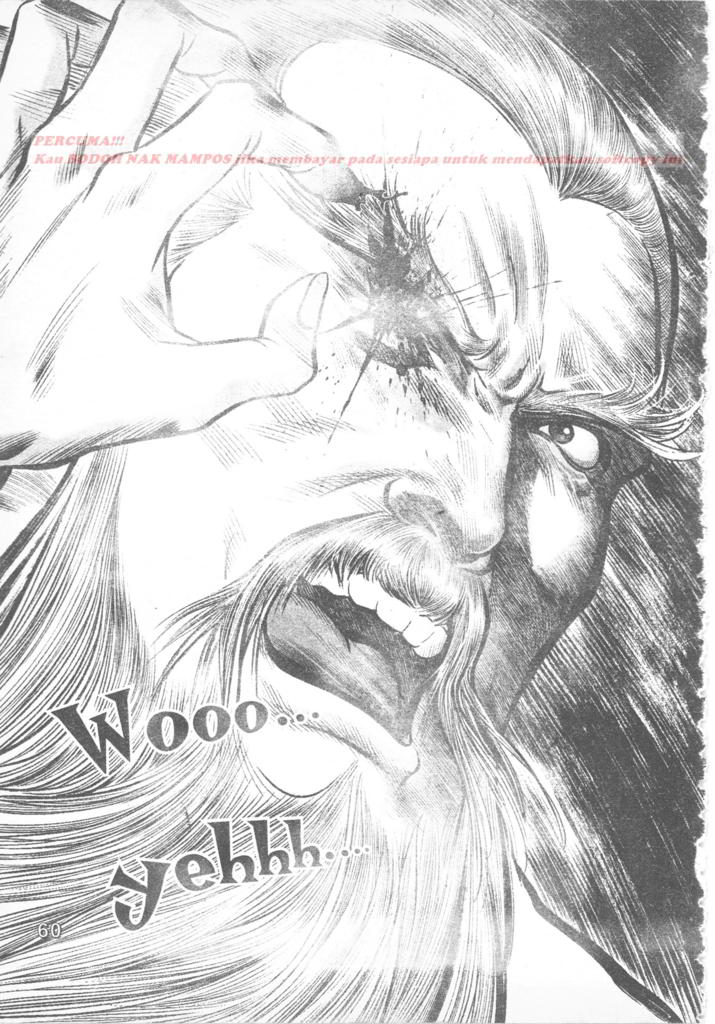 PERCUMA!!!
Kau BODOH NAK MAMPOS jika membayar pada sesiapa untuk mendapatkan softcopy ini
Wooo...
yehhh....
60